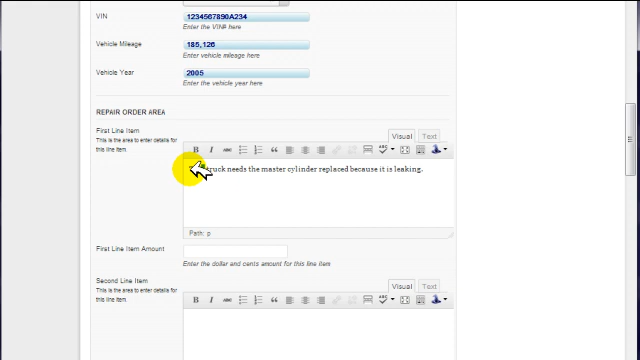 VIN
1234567890A234
Enter the VIN# here
Vehicle Mileage
185,126
Enter vehicle mileage here
Vehicle Year
2005
Enter the vehicle year here
REPAIR ORDER AREA
First Line Item
This is the area to enter details for
this line item
Visual Text
B I ABC
truck needs the master cylinder replaced because it is leaking.
Path: p
First Line Item Amount
Enter the dollar and cents amount for this line item
Second Line Item
This is the area to enter details for
this line item
Visual Text
B I ABC